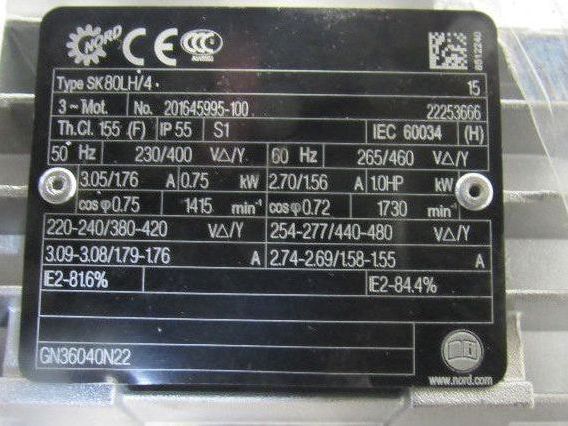 NORD CE CCC
6612240
Type SK80LH/4 15
3~Mot. No. 201645995-100 22253666
Th.Cl. 155 (F) IP55 S1 IEC 60034 (H)
50 Hz 230/400 V△/Y 60 Hz 265/460 V△/Y
3.05/1.76 A 0.75 kW 2.70/1.56 A 1.0HP kW
cosφ0.75 1415 min⁻¹ cosφ0.72 1730 min⁻¹
220-240/380-420 V△/Y 254-277/440-480 V△/Y
3.09-3.08/1.79-1.76 A 2.74-2.69/1.58-1.55 A
IE2-81.6% IE2-84.4%
GN36040N22
www.nord.com